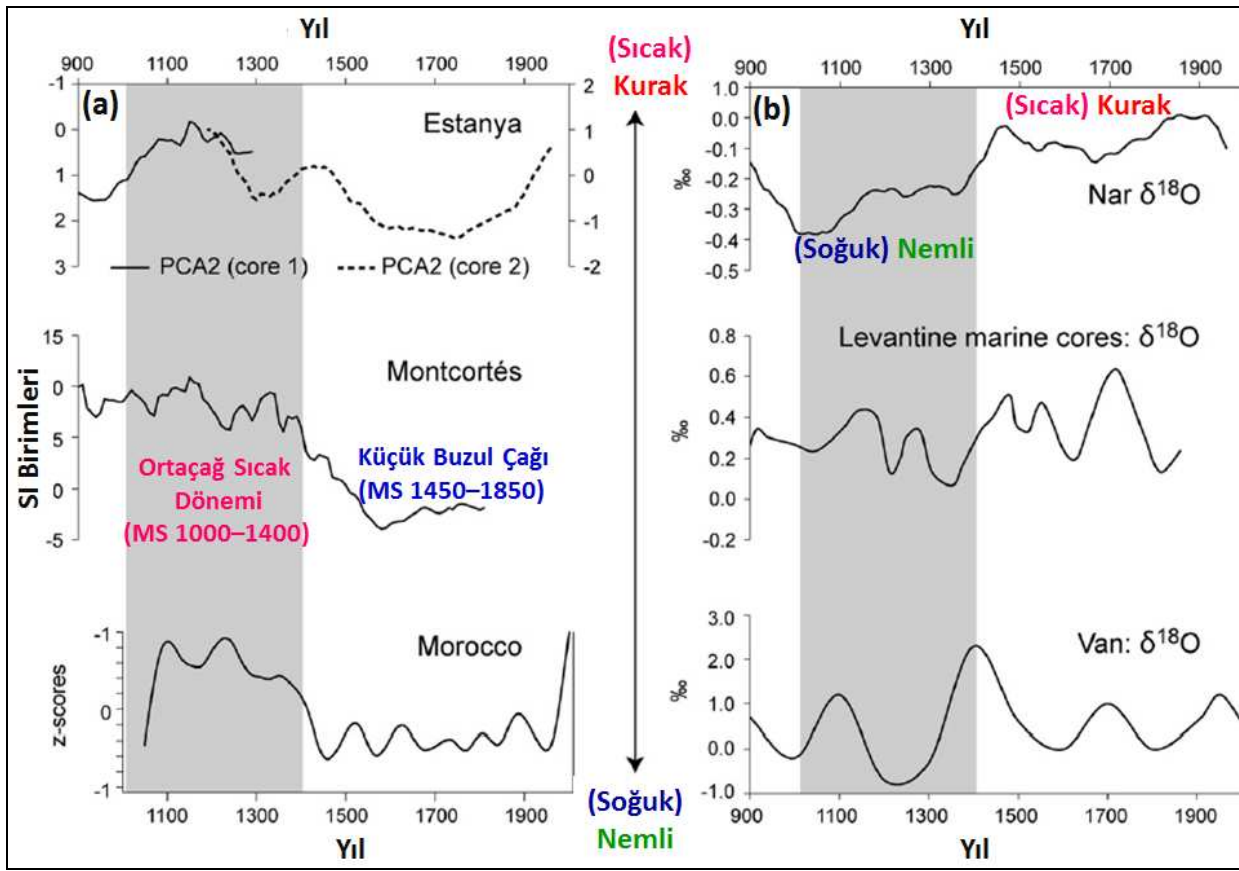 Yıl
900 1100 1300 1500 1700 1900
(a)
-1
0
1
2
3
2
1
0
-1
-2
Estanya
PCA2 (core 1) PCA2 (core 2)
SI Birimleri
15
0
5
0
-5
Montcortés
Ortaçağ Sıcak
Dönemi
(MS 1000–1400)
Küçük Buzul Çağı
(MS 1450–1850)
z-scores
-1
0
-1
Morocco
1100 1300 1500 1700 1900
Yıl
(Sıcak)
Kurak
(Soğuk)
Nemli
Yıl
900 1100 1300 1500 1700 1900
(b)
‰
1.0
0.0
-0.1
-0.2
-0.3
-0.4
-0.5
(Sıcak) Kurak
Nar δ18O
(Soğuk) Nemli
‰
0.8
0.6
0.4
0.2
0.0
-0.2
Levantine marine cores: δ18O
‰
3.0
2.0
1.0
0.0
-1.0
Van: δ18O
900 1100 1300 1500 1700 1900
Yıl